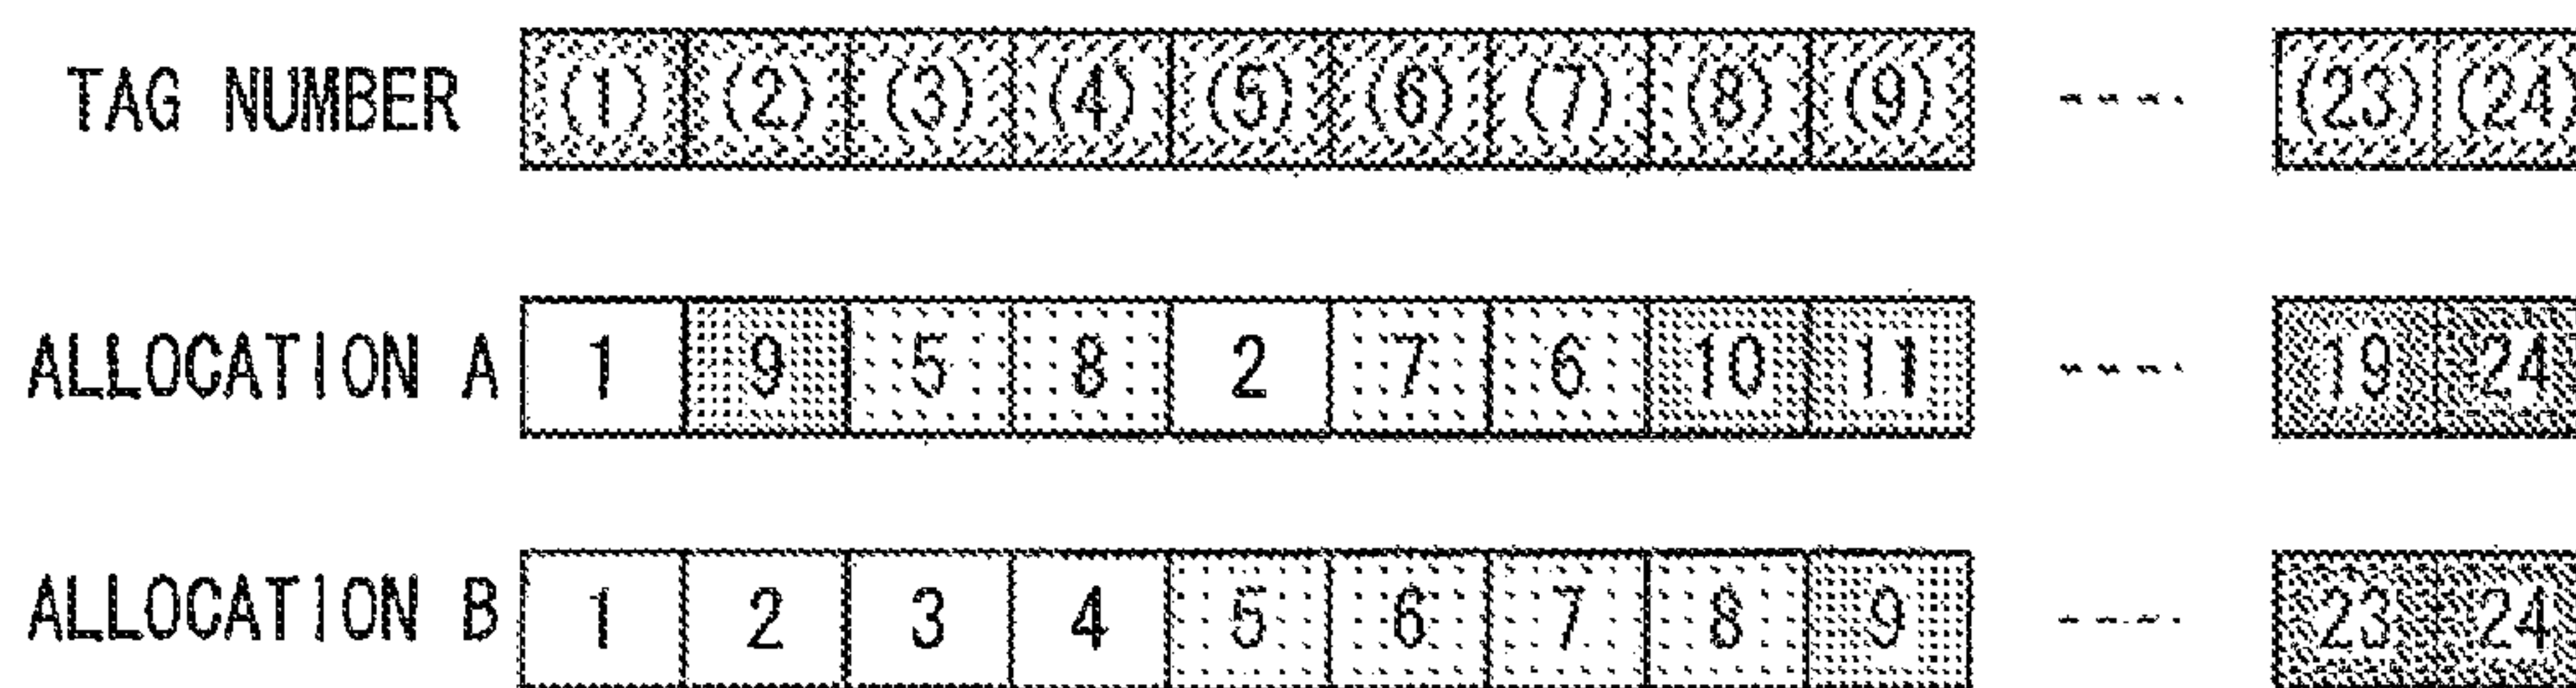 TAG NUMBER (1) (2) (3) (4) (5) (6) (7) (8) (9) ---- (23) (24)
ALLOCATION A 1 9 5 8 2 7 6 10 11 ---- 19 24
ALLOCATION B 1 2 3 4 5 6 7 8 9 ---- 23 24